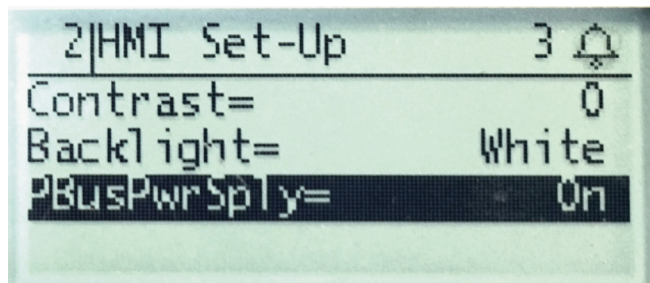 2|HMI Set-Up 3
Contrast= 0
Backlight= White
PBusPwrSply= On